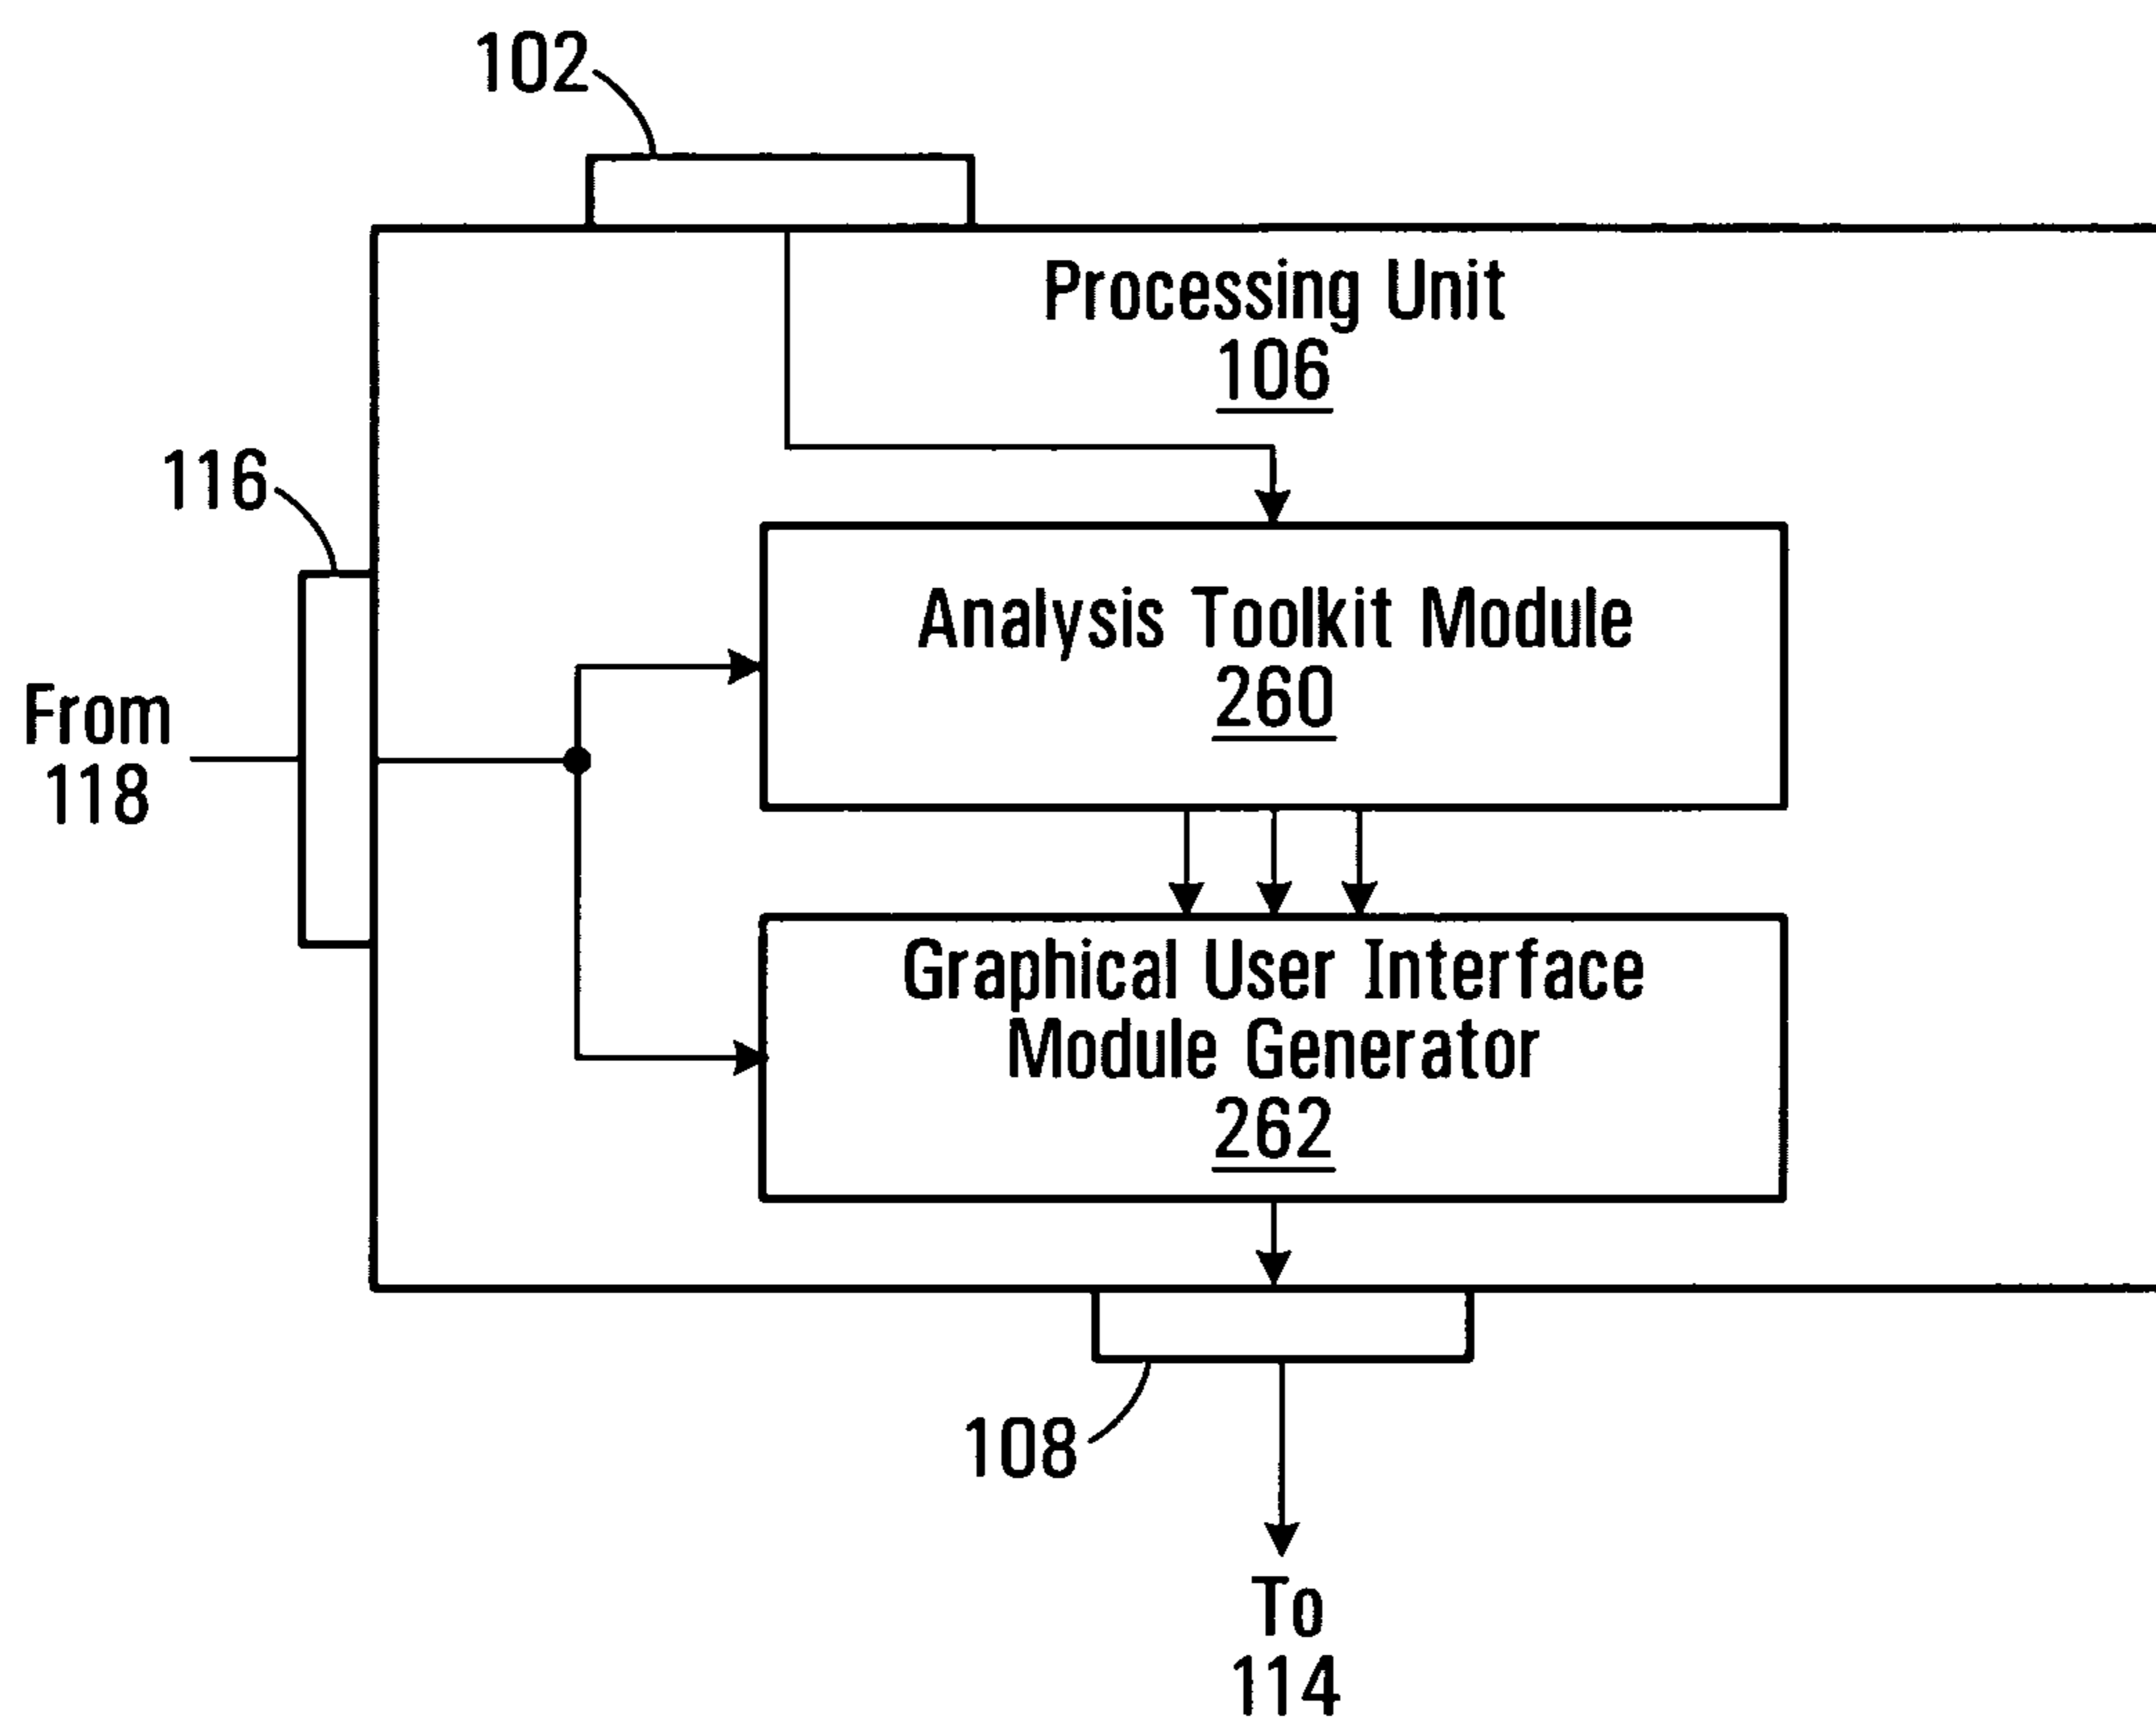 102
Processing Unit
106
116
Analysis Toolkit Module
260
From
118
Graphical User Interface
Module Generator
262
108
To
114